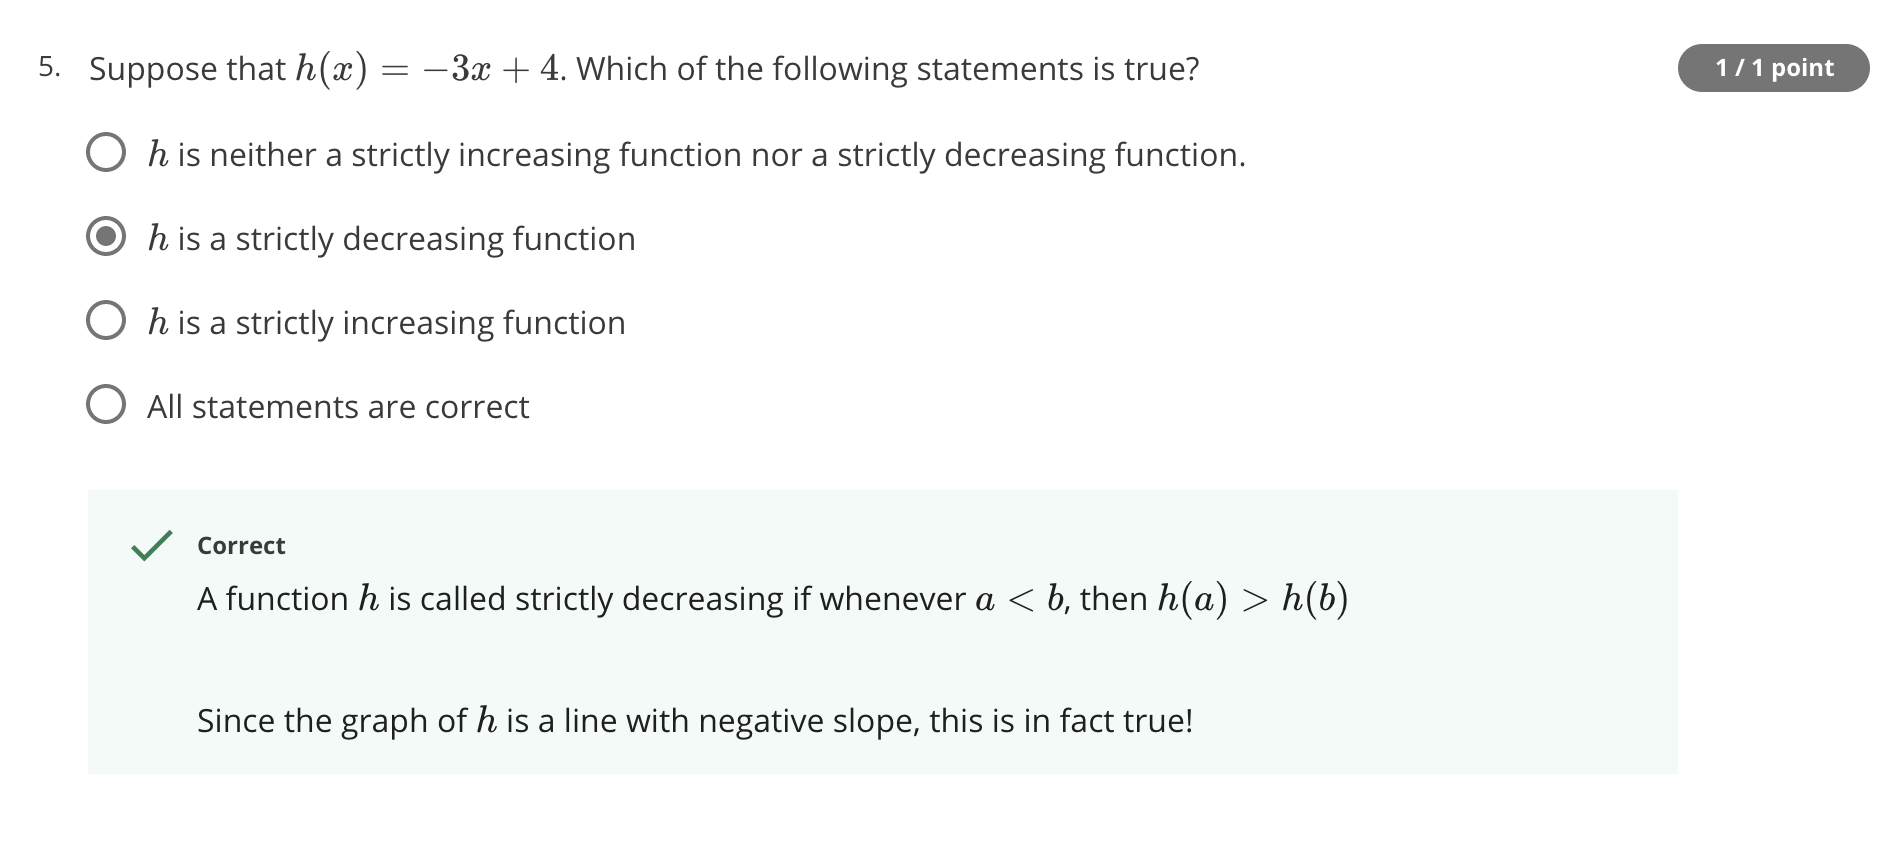 5. Suppose that h(x) = −3x + 4. Which of the following statements is true?
1 / 1 point
h is neither a strictly increasing function nor a strictly decreasing function.
h is a strictly decreasing function
h is a strictly increasing function
All statements are correct
Correct
A function h is called strictly decreasing if whenever a < b, then h(a) > h(b)
Since the graph of h is a line with negative slope, this is in fact true!